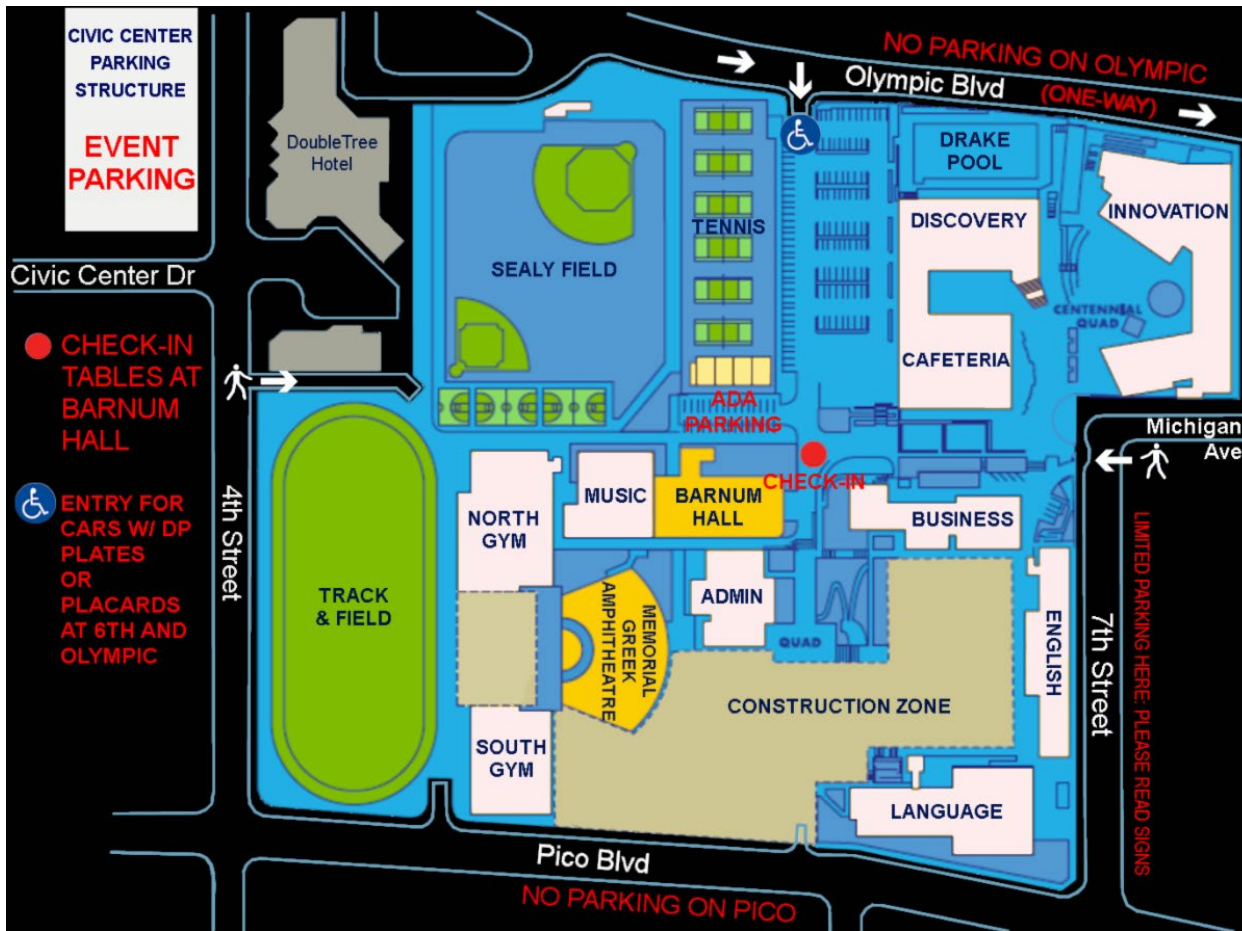 CIVIC CENTER
PARKING
STRUCTURE
EVENT
PARKING
DoubleTree
Hotel
NO PARKING ON OLYMPIC
Olympic Blvd
(ONE-WAY)
DRAKE
POOL
DISCOVERY
INNOVATION
TENNIS
SEALY FIELD
Civic Center Dr
CENTENNIAL
QUAD
CAFETERIA
CHECK-IN
TABLES AT
BARNUM
HALL
ADA
PARKING
Michigan
Ave
CHECK-IN
MUSIC
BARNUM
HALL
NORTH
GYM
BUSINESS
ENTRY FOR
CARS W/ DP
PLATES
OR
PLACARDS
AT 6TH AND
OLYMPIC
4th Street
TRACK
& FIELD
MEMORIAL
GREEK
AMPHITHEATRE
ADMIN
QUAD
ENGLISH
7th Street
LIMITED PARKING HERE: PLEASE READ SIGNS
CONSTRUCTION ZONE
SOUTH
GYM
LANGUAGE
Pico Blvd
NO PARKING ON PICO